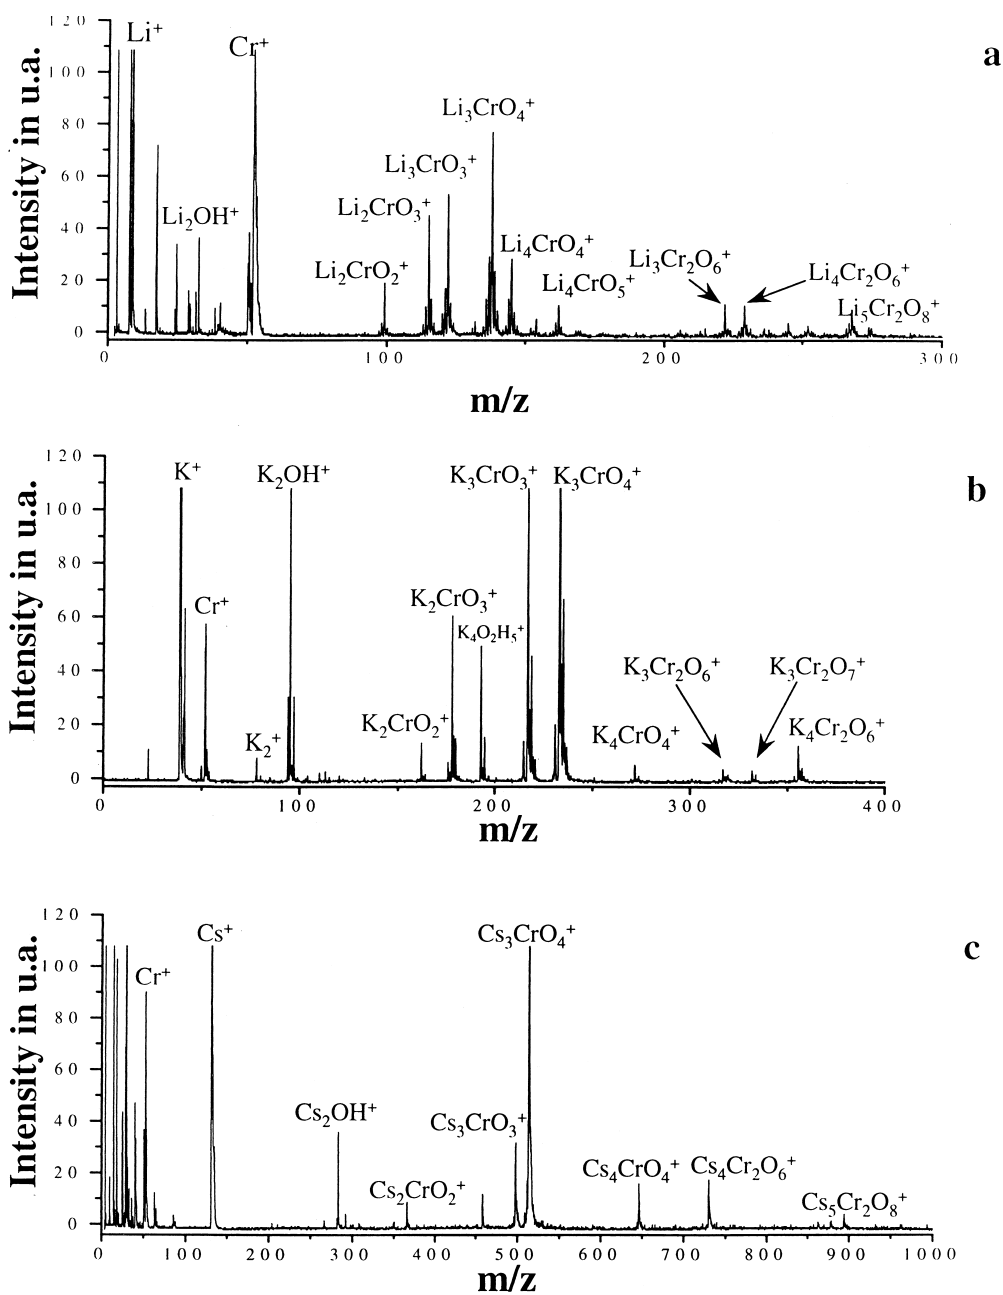 120
Li⁺
Cr⁺
a
100
Li₃CrO₄⁺
80
Li₃CrO₃⁺
60
Li₂CrO₃⁺
Li₂OH⁺
40
Li₄CrO₄⁺
Li₃Cr₂O₆⁺
Li₂CrO₂⁺
Li₄Cr₂O₆⁺
20
Li₄CrO₅⁺
Li₅Cr₂O₈⁺
0
Intensity in u.a.
0 100 200 300
m/z
120
K⁺
K₂OH⁺
K₃CrO₃⁺
K₃CrO₄⁺
b
100
80
Cr⁺
K₂CrO₃⁺
60
K₄O₂H₅⁺
40
K₃Cr₂O₆⁺
K₃Cr₂O₇⁺
20
K₂⁺
K₂CrO₂⁺
K₄CrO₄⁺
K₄Cr₂O₆⁺
0
Intensity in u.a.
0 100 200 300 400
m/z
120
Cs⁺
Cs₃CrO₄⁺
c
100
Cr⁺
80
60
40
Cs₂OH⁺
Cs₃CrO₃⁺
20
Cs₂CrO₂⁺
Cs₄CrO₄⁺
Cs₄Cr₂O₆⁺
Cs₅Cr₂O₈⁺
0
Intensity in u.a.
0 100 200 300 400 500 600 700 800 900 1000
m/z